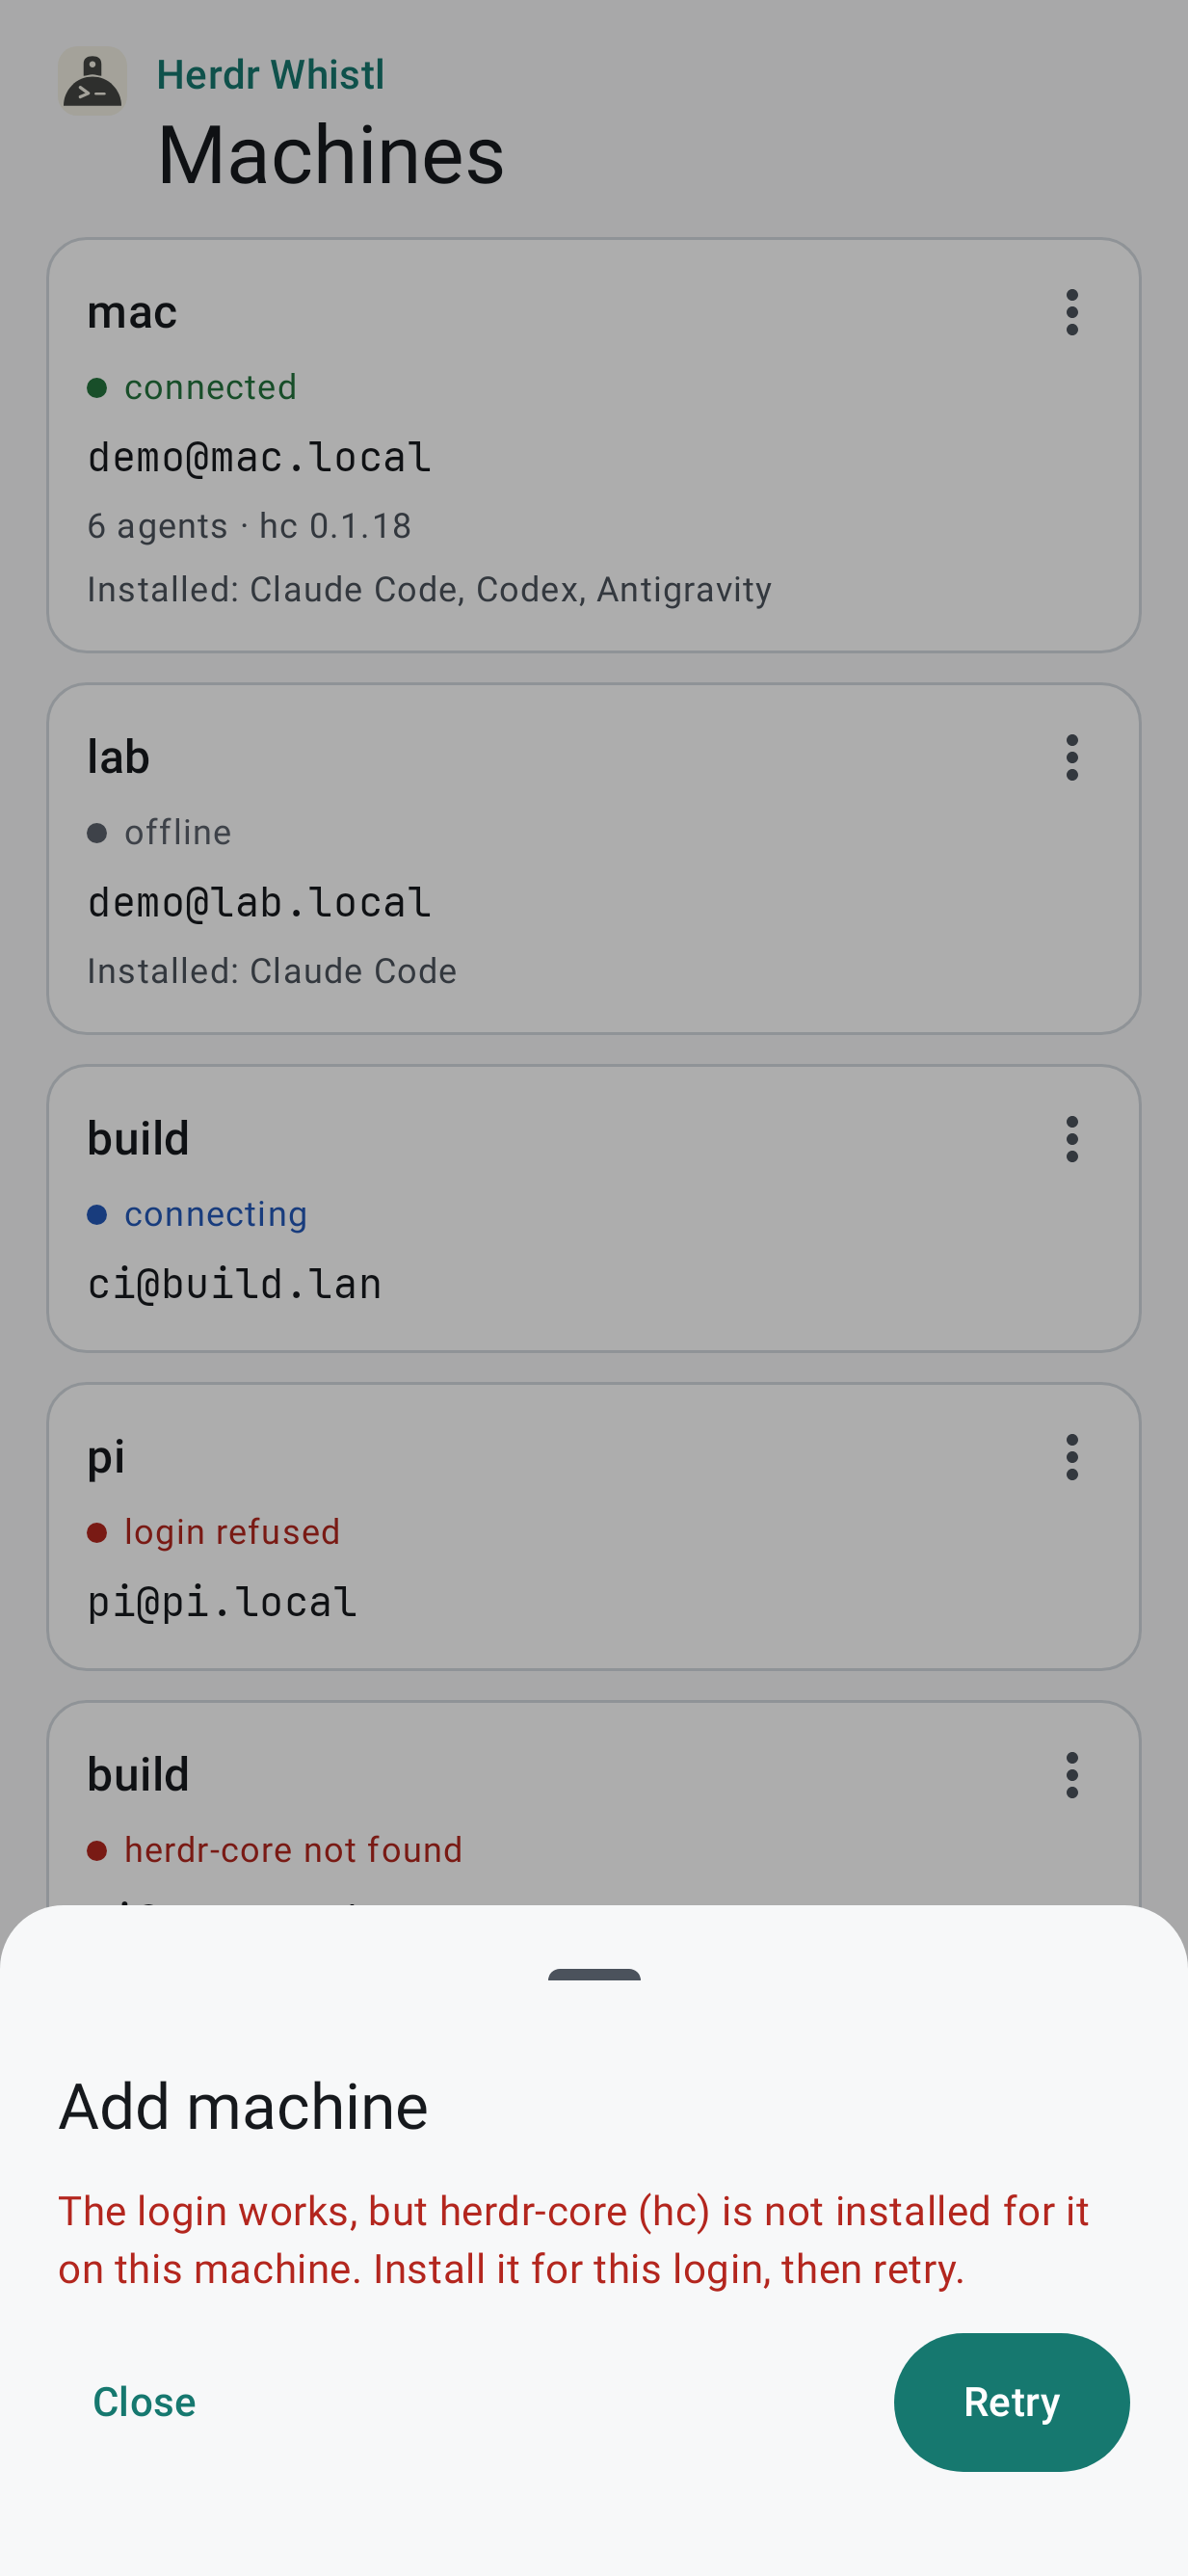 Herdr Whistl
Machines
mac
connected
demo@mac.local
6 agents · hc 0.1.18
Installed: Claude Code, Codex, Antigravity
lab
offline
demo@lab.local
Installed: Claude Code
build
connecting
ci@build.lan
pi
login refused
pi@pi.local
build
herdr-core not found
Add machine
The login works, but herdr-core (hc) is not installed for it
on this machine. Install it for this login, then retry.
Close
Retry